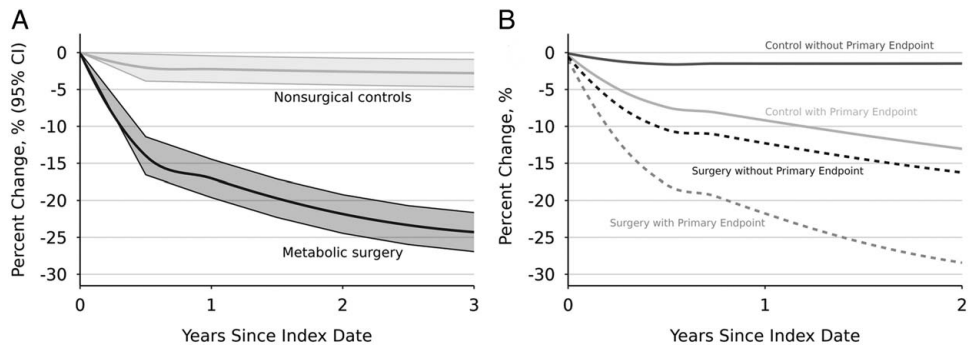 A
Percent Change, % (95% CI)
0
-5
-10
-15
-20
-25
-30
Nonsurgical controls
Metabolic surgery
0
1
2
3
Years Since Index Date
B
Percent Change, %
0
-5
-10
-15
-20
-25
-30
Control without Primary Endpoint
Control with Primary Endpoint
Surgery without Primary Endpoint
Surgery with Primary Endpoint
0
1
2
Years Since Index Date